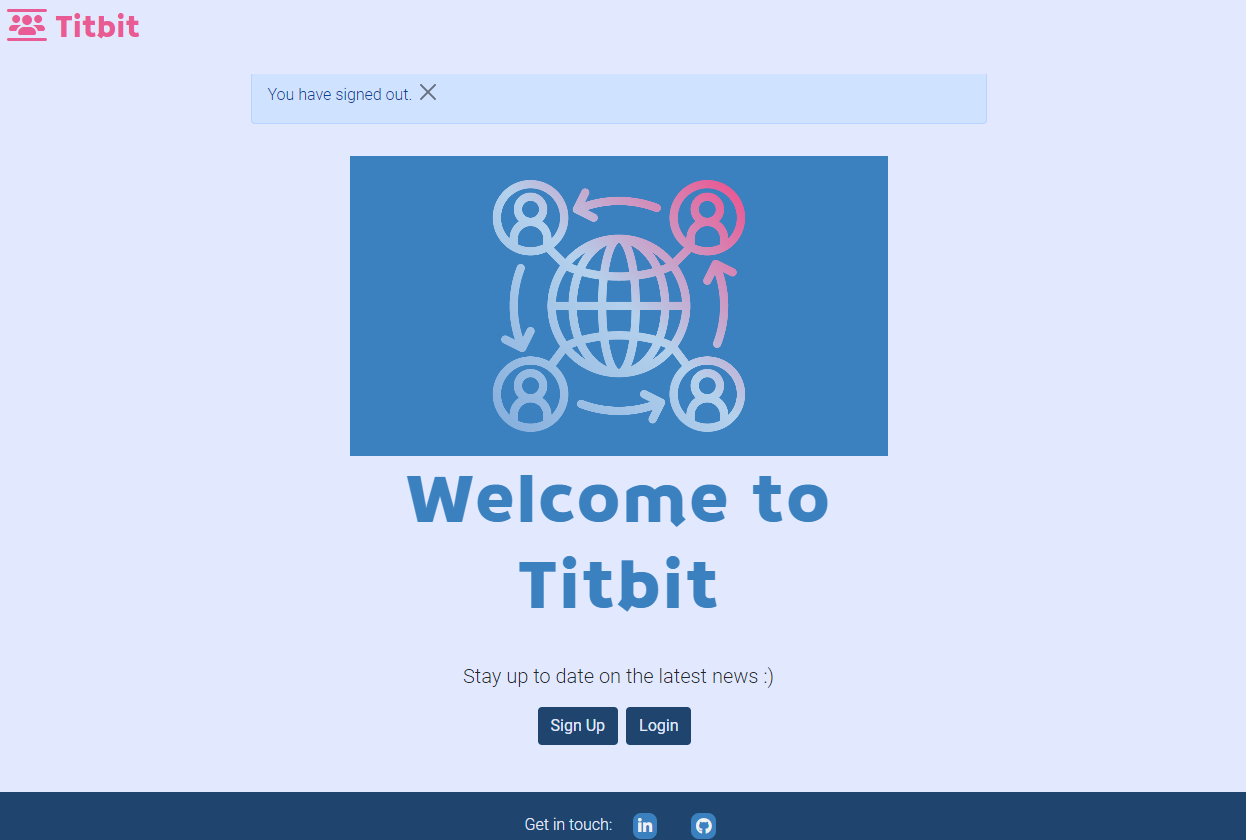 Titbit
You have signed out.
Welcome to
Titbit
Stay up to date on the latest news :)
Sign Up
Login
Get in touch:
in